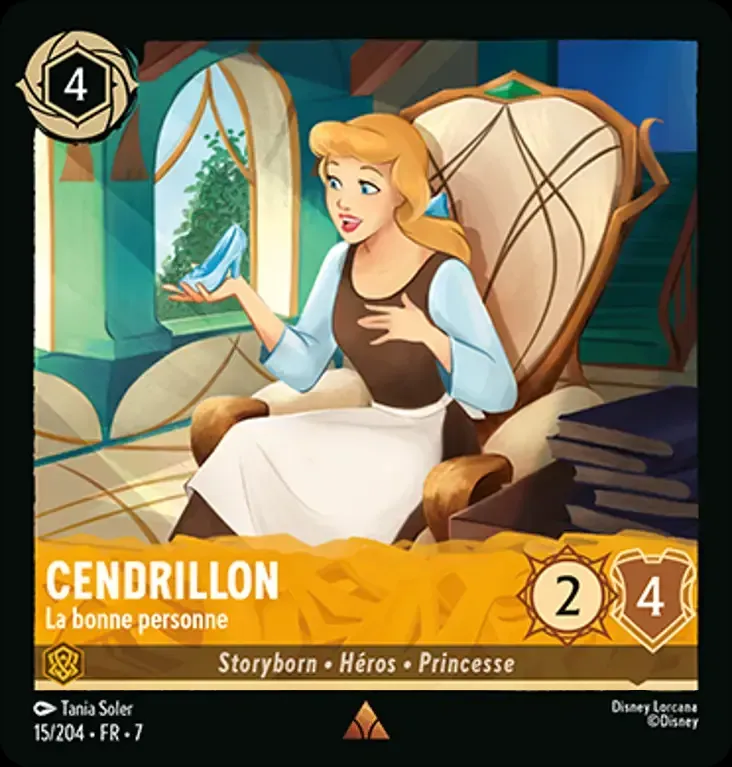 4
CENDRILLON
La bonne personne
2
4
Storyborn • Héros • Princesse
Tania Soler
15/204 • FR • 7
Disney Lorcana
©Disney